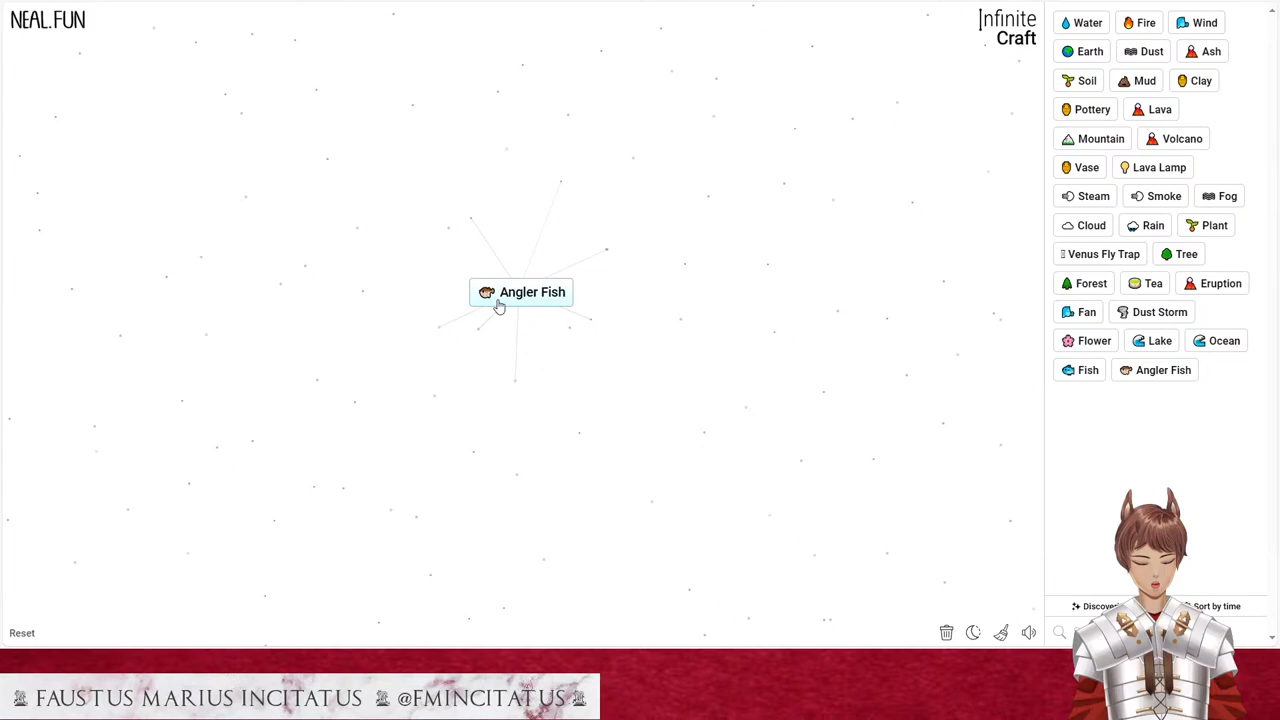 NEAL.FUN
Infinite
Craft
Angler Fish
Reset
Water Fire Wind
Earth Dust Ash
Soil Mud Clay
Pottery Lava
Mountain Volcano
Vase Lava Lamp
Steam Smoke Fog
Cloud Rain Plant
Venus Fly Trap Tree
Forest Tea Eruption
Fan Dust Storm
Flower Lake Ocean
Fish Angler Fish
Sort by time
FAUSTUS MARIUS INCITATUS @FMINCITATUS